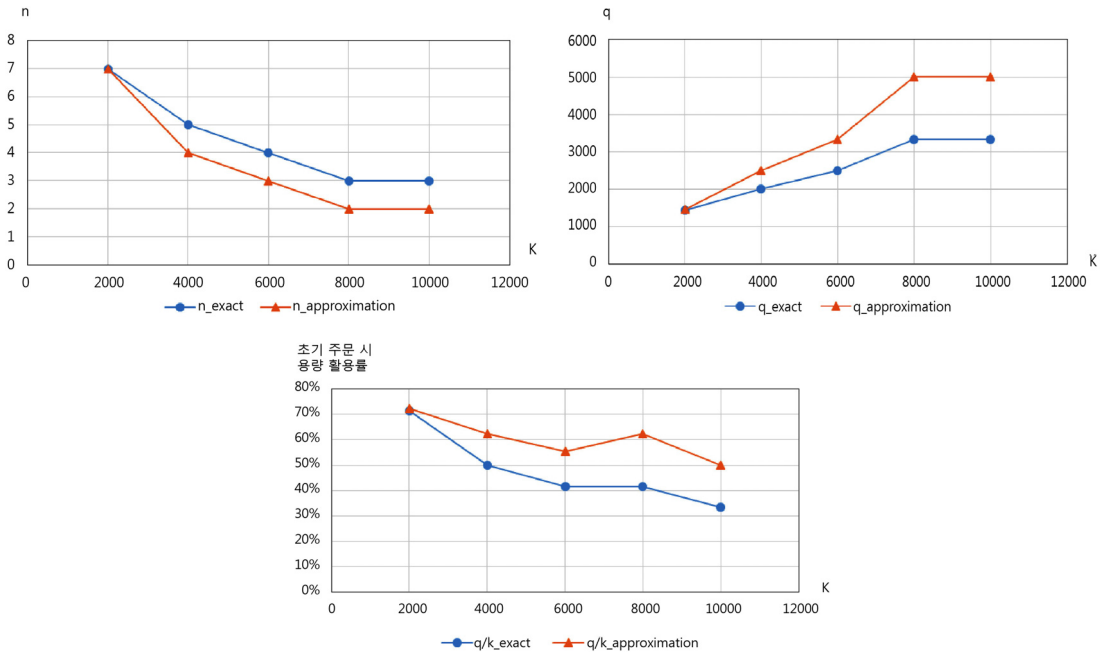 n
8
7
6
5
4
3
2
1
0
K
0 2000 4000 6000 8000 10000 12000
n_exact n_approximation
q
6000
5000
4000
3000
2000
1000
0
K
0 2000 4000 6000 8000 10000 12000
q_exact q_approximation
초기 주문 시
용량 활용률
80%
70%
60%
50%
40%
30%
20%
10%
0%
K
0 2000 4000 6000 8000 10000 12000
q/k_exact q/k_approximation